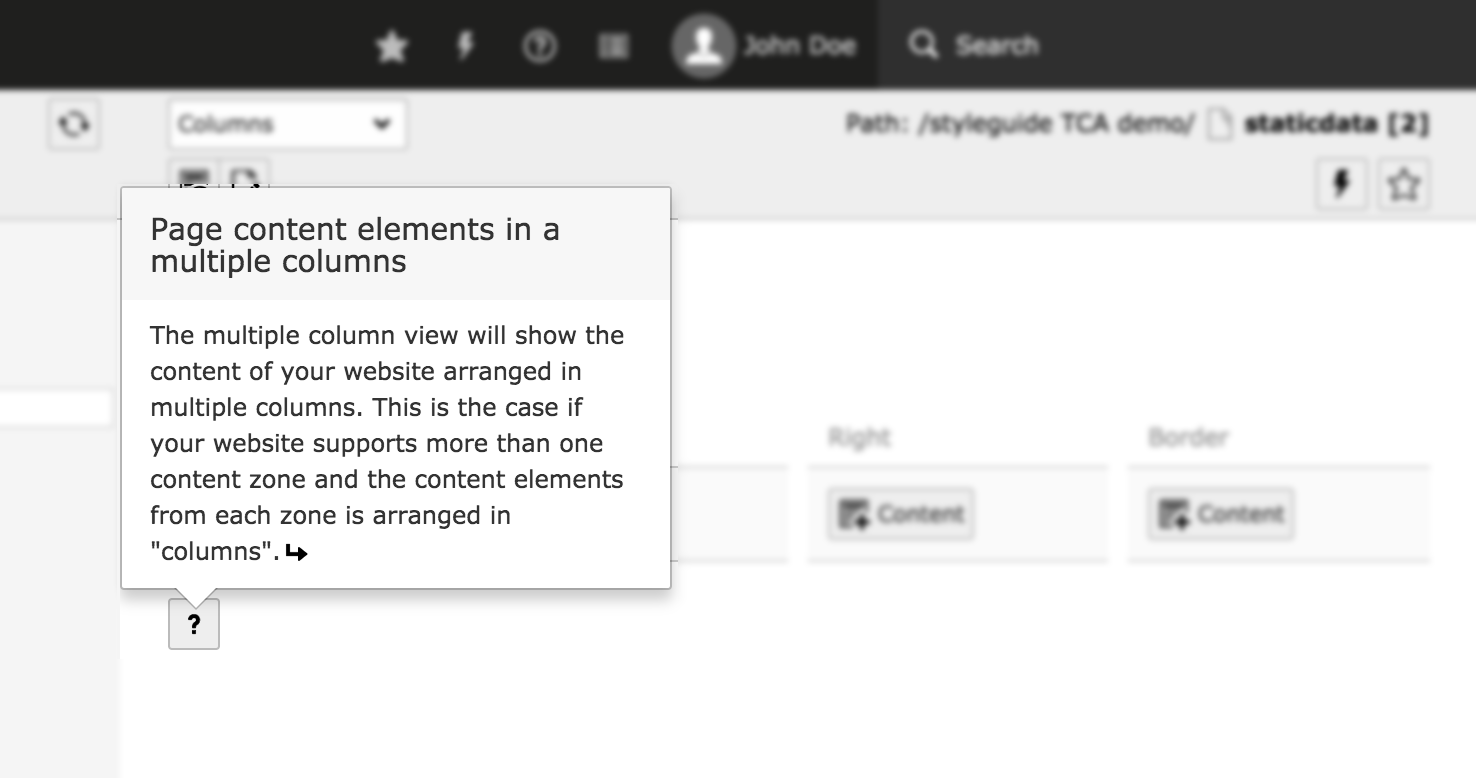 John Doe
Search
Columns
Path: /styleguide TCA demo/ staticdata [2]
Page content elements in a
multiple columns
The multiple column view will show the
content of your website arranged in
multiple columns. This is the case if
your website supports more than one
content zone and the content elements
from each zone is arranged in
"columns".
Right
Border
Content
Content
?